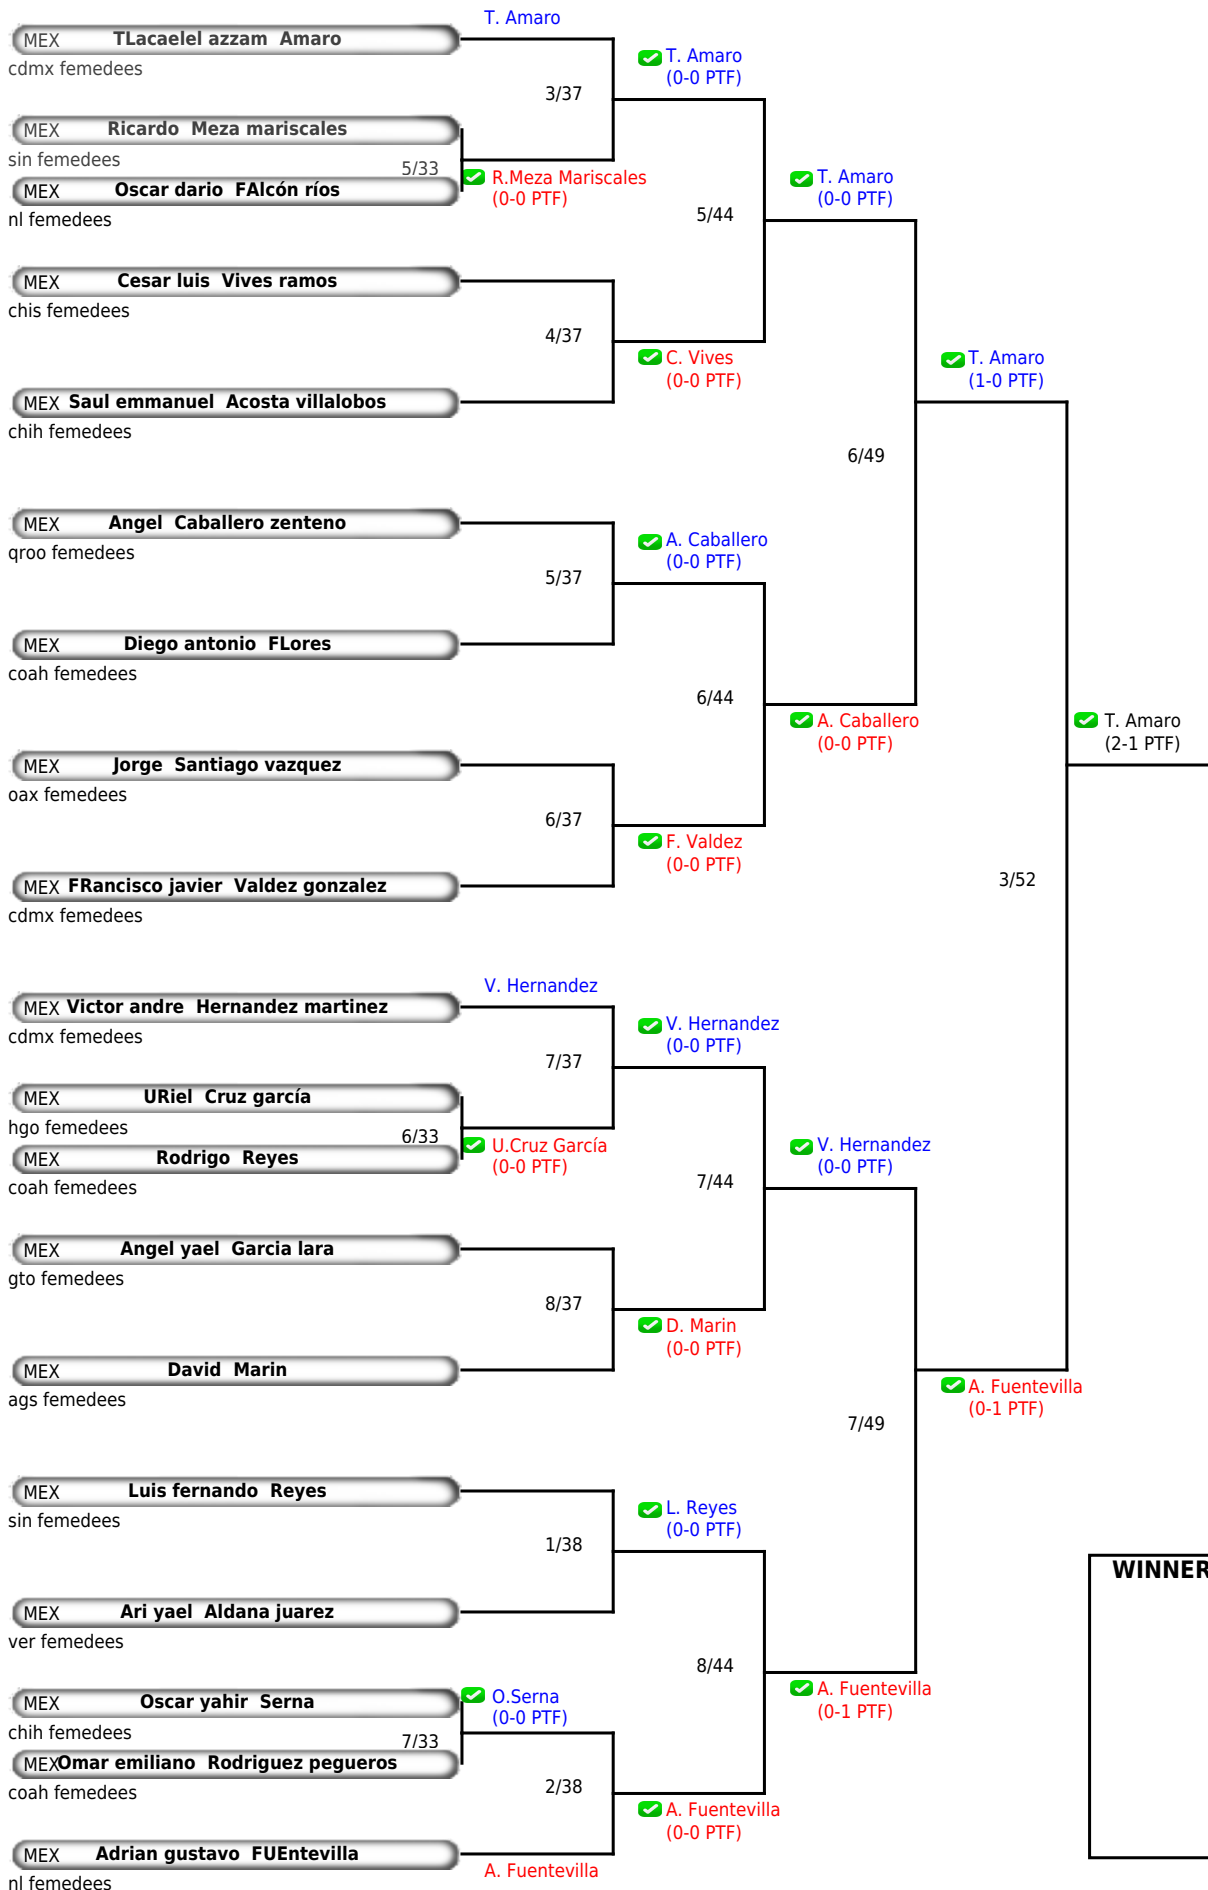 T. Amaro
MEX TLacaelel azzam Amaro
cdmx femedees
T. Amaro
(0-0 PTF)
3/37
MEX Ricardo Meza mariscales
sin femedees
5/33
MEX Oscar dario FAlcón ríos
nl femedees
R.Meza Mariscales
(0-0 PTF)
T. Amaro
(0-0 PTF)
5/44
MEX Cesar luis Vives ramos
chis femedees
4/37
C. Vives
(0-0 PTF)
T. Amaro
(1-0 PTF)
MEX Saul emmanuel Acosta villalobos
chih femedees
6/49
MEX Angel Caballero zenteno
qroo femedees
A. Caballero
(0-0 PTF)
5/37
MEX Diego antonio FLores
coah femedees
6/44
A. Caballero
(0-0 PTF)
T. Amaro
(2-1 PTF)
MEX Jorge Santiago vazquez
oax femedees
6/37
F. Valdez
(0-0 PTF)
3/52
MEX FRancisco javier Valdez gonzalez
cdmx femedees
V. Hernandez
MEX Victor andre Hernandez martinez
cdmx femedees
V. Hernandez
(0-0 PTF)
7/37
MEX URiel Cruz garcía
hgo femedees
6/33
MEX Rodrigo Reyes
coah femedees
U.Cruz García
(0-0 PTF)
V. Hernandez
(0-0 PTF)
7/44
MEX Angel yael Garcia lara
gto femedees
8/37
D. Marin
(0-0 PTF)
MEX David Marin
ags femedees
A. Fuentevilla
(0-1 PTF)
7/49
MEX Luis fernando Reyes
sin femedees
L. Reyes
(0-0 PTF)
1/38
WINNER
MEX Ari yael Aldana juarez
ver femedees
8/44
MEX Oscar yahir Serna
chih femedees
O.Serna
(0-0 PTF)
A. Fuentevilla
(0-1 PTF)
7/33
MEX Omar emiliano Rodriguez pegueros
coah femedees
2/38
A. Fuentevilla
(0-0 PTF)
MEX Adrian gustavo FUEntevilla
nl femedees
A. Fuentevilla